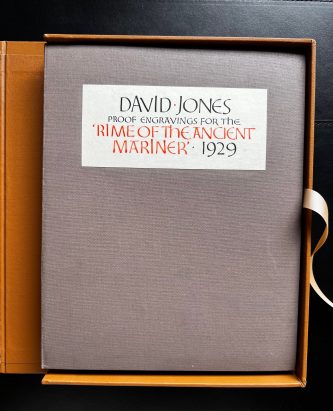 DAVID·JONES
PROOF ENGRAVINGS FOR THE
'RIME OF THE ANCIENT
MARINER'· 1929